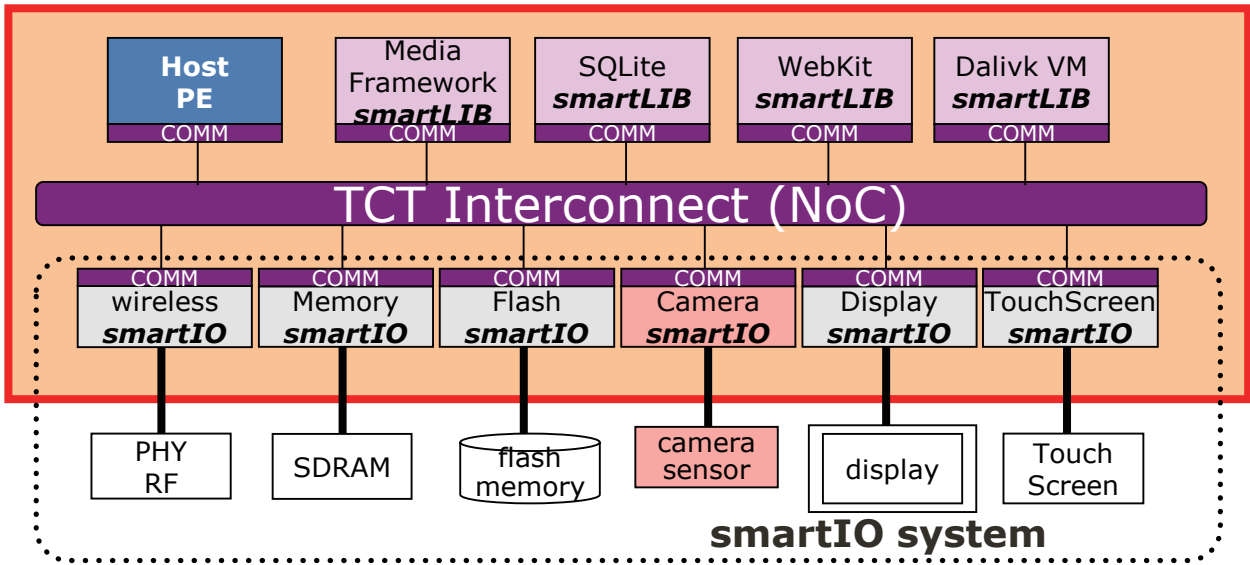 Host
PE
COMM
Media
Framework
smartLIB
COMM
SQLite
smartLIB
COMM
WebKit
smartLIB
COMM
Dalivk VM
smartLIB
COMM
TCT Interconnect (NoC)
COMM
wireless
smartIO
COMM
Memory
smartIO
COMM
Flash
smartIO
COMM
Camera
smartIO
COMM
Display
smartIO
COMM
TouchScreen
smartIO
PHY
RF
SDRAM
flash
memory
camera
sensor
display
Touch
Screen
smartIO system